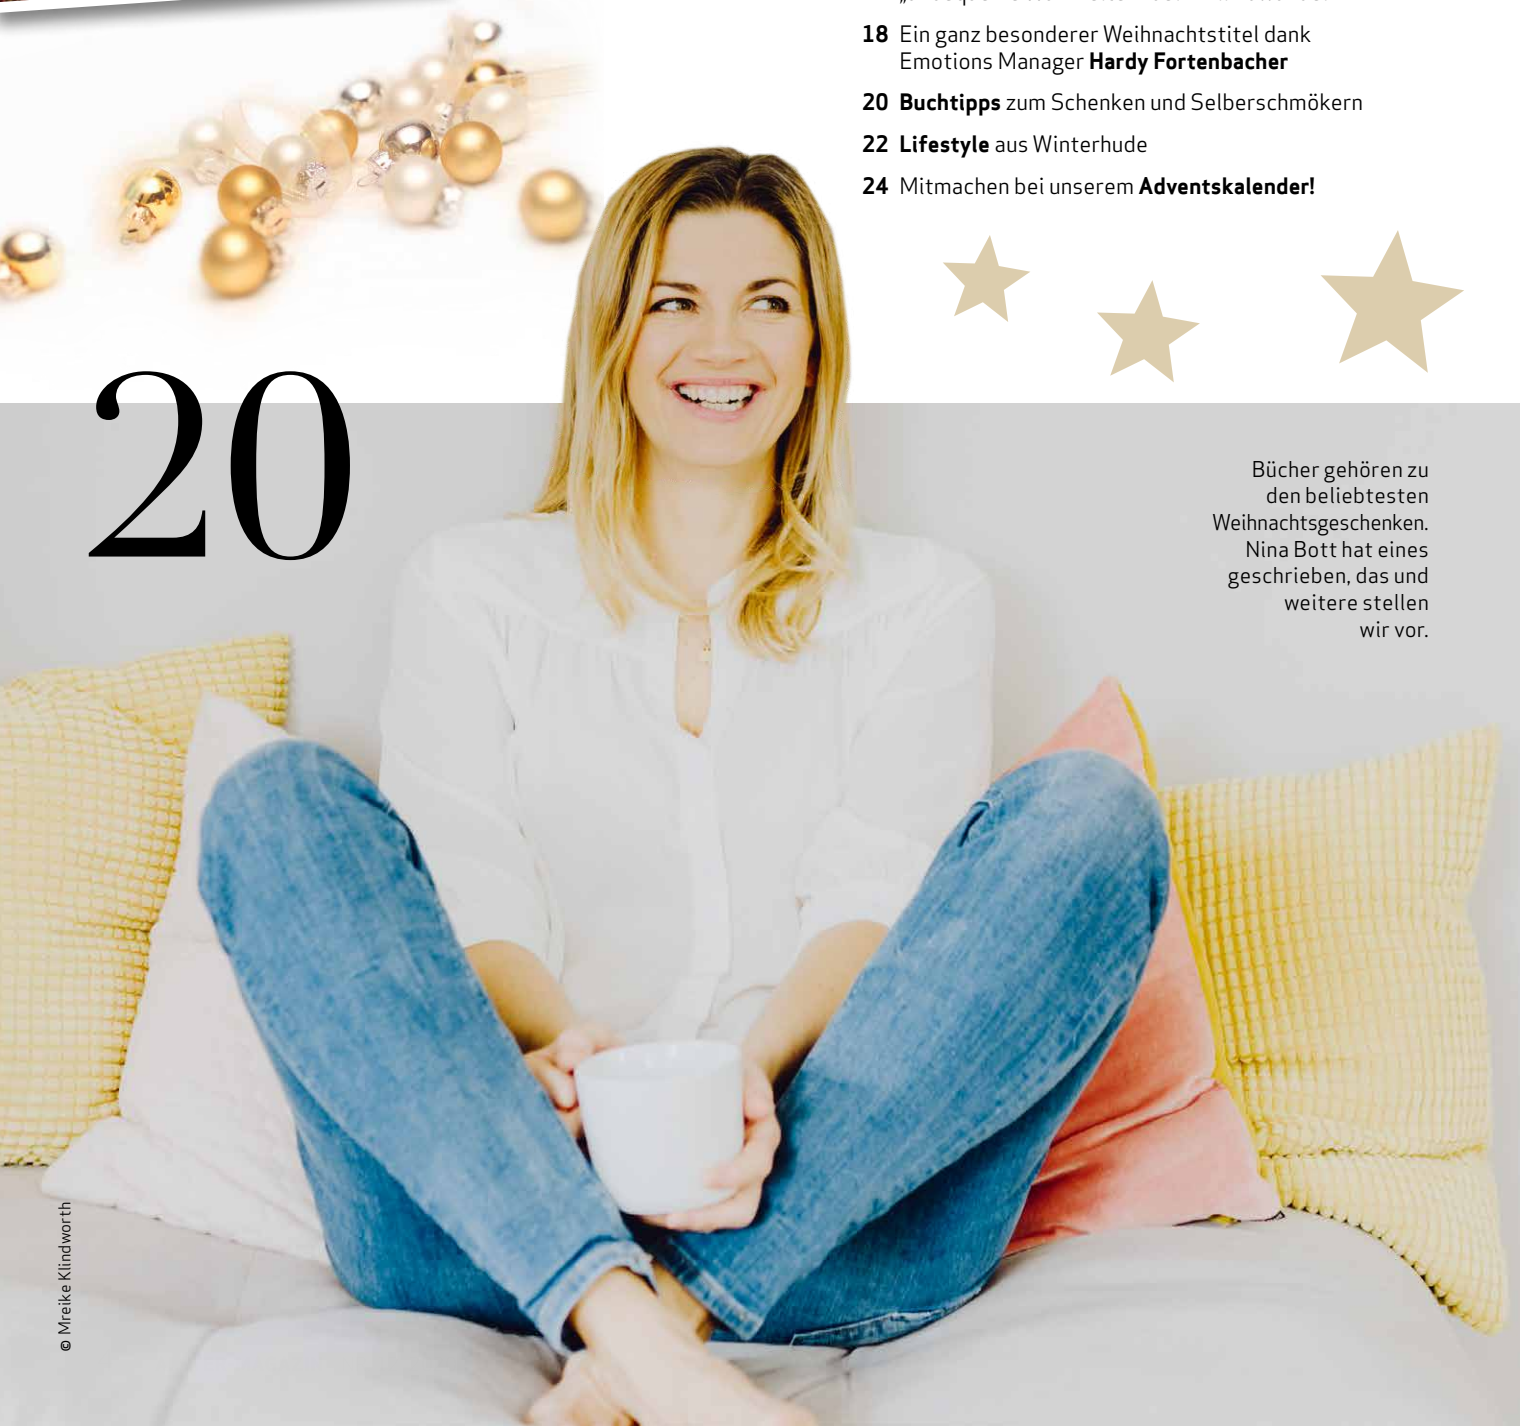 18 Ein ganz besonderer Weihnachtstitel dank
Emotions Manager Hardy Fortenbacher
20 Buchtipps zum Schenken und Selberschmökern
22 Lifestyle aus Winterhude
24 Mitmachen bei unserem Adventskalender!
20
Bücher gehören zu
den beliebtesten
Weihnachtsgeschenken.
Nina Bott hat eines
geschrieben, das und
weitere stellen
wir vor.
© Mreike Klindworth